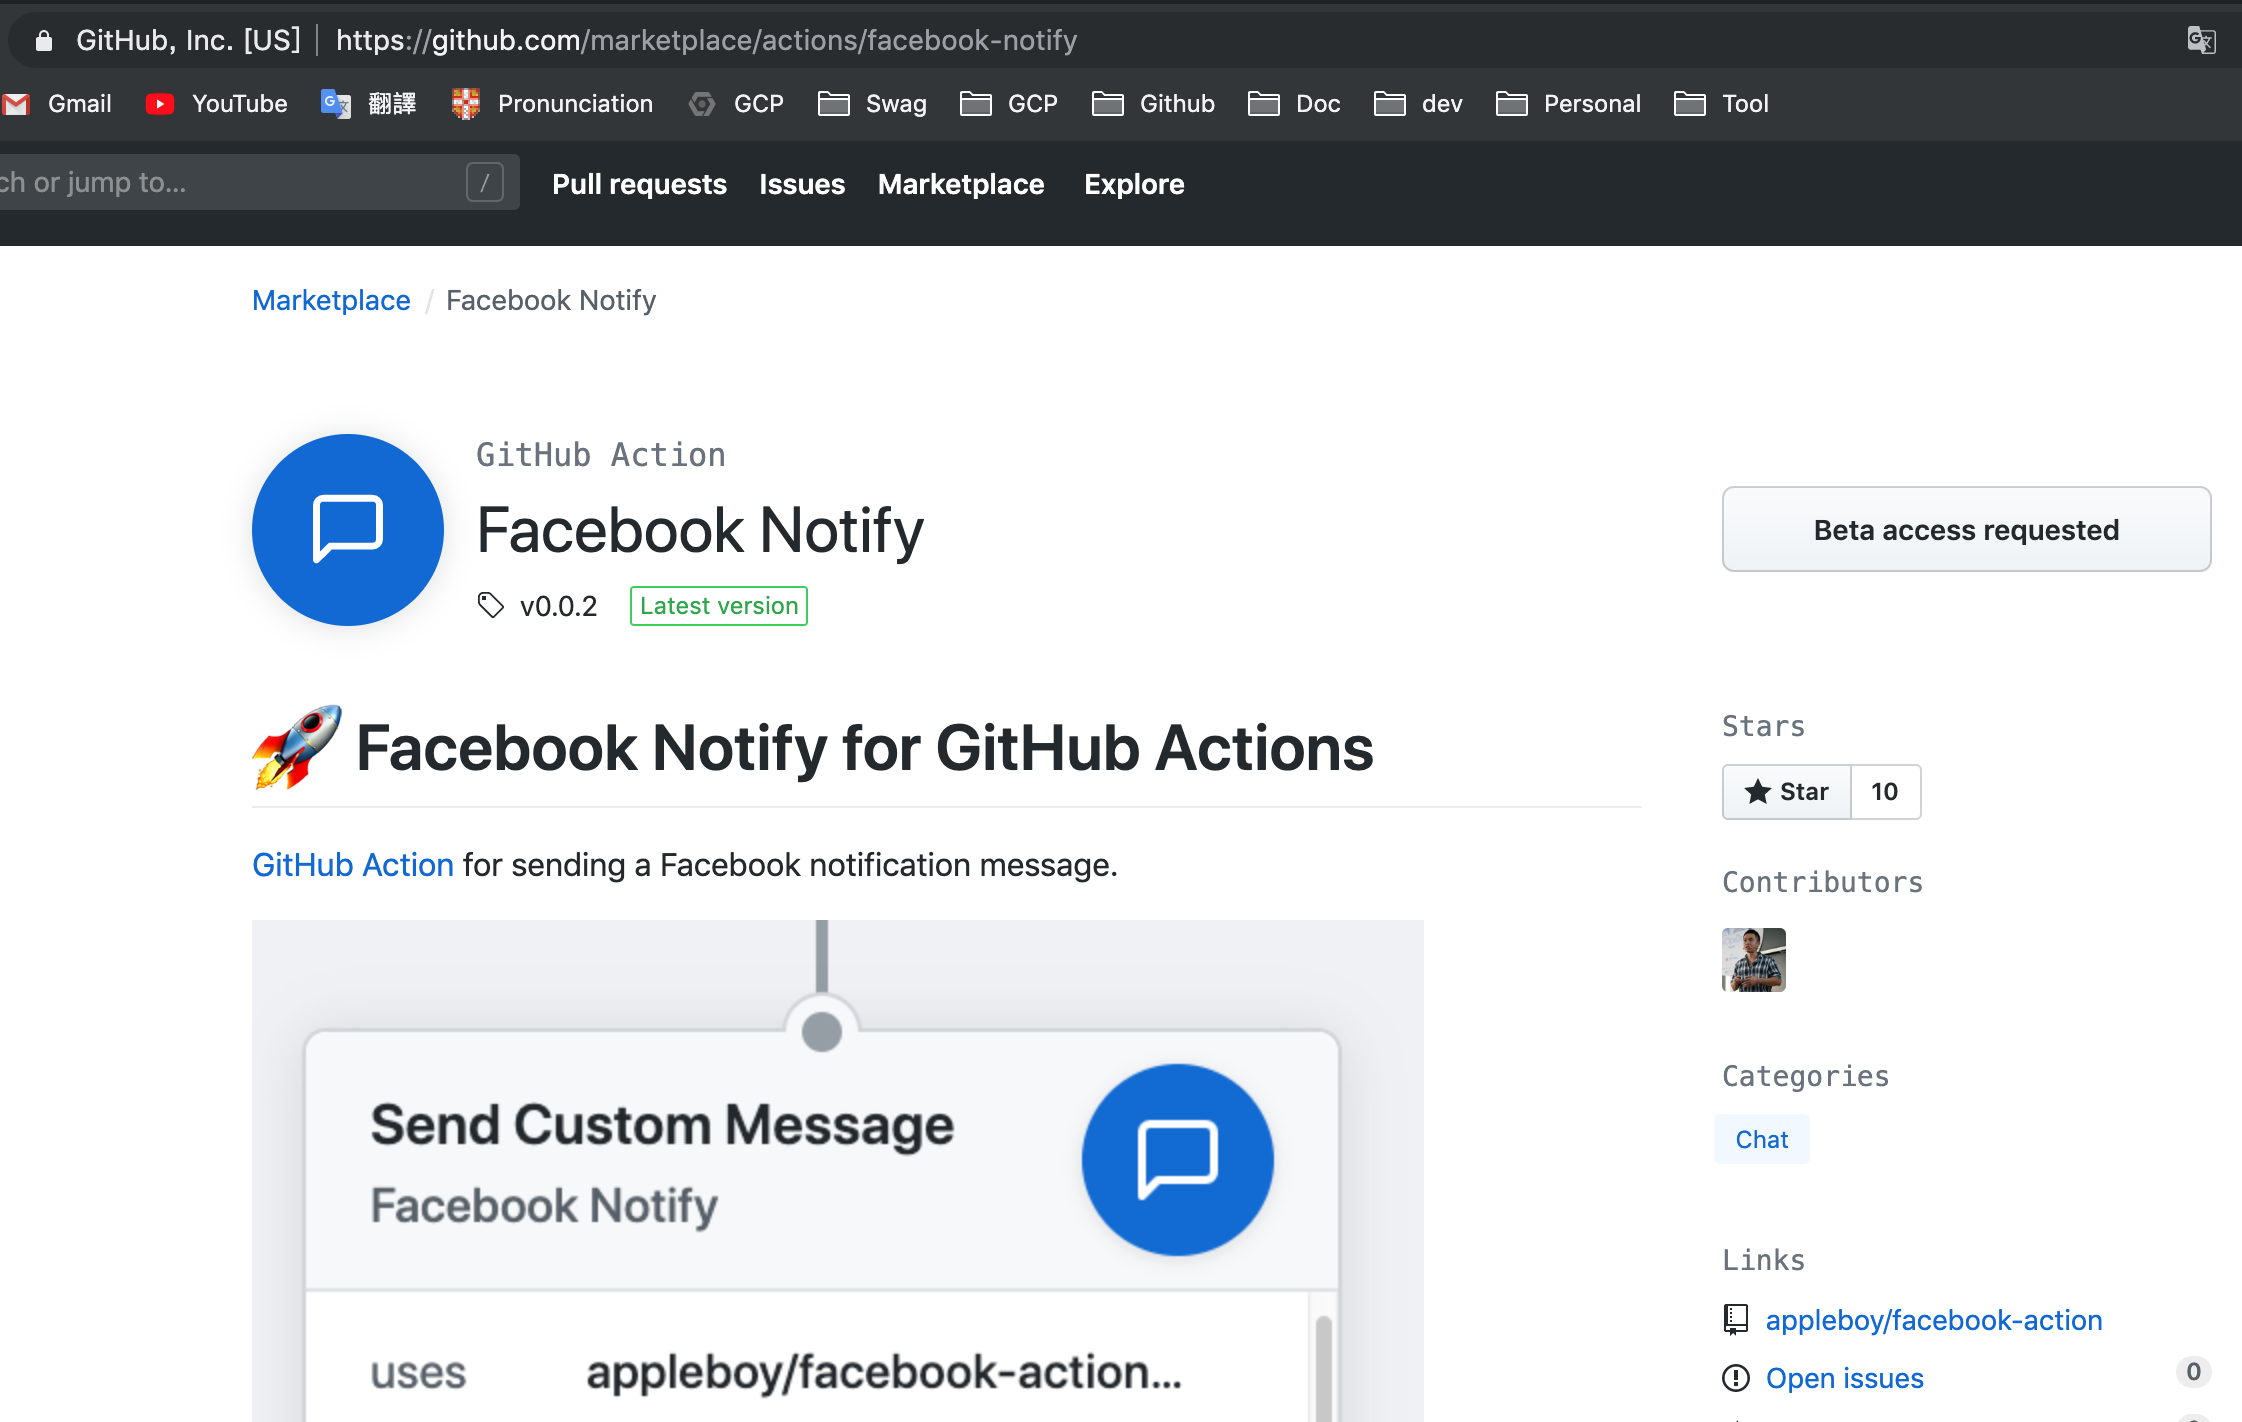 GitHub, Inc. [US] | https://github.com/marketplace/actions/facebook-notify
Gmail YouTube 翻譯 Pronunciation GCP Swag GCP Github Doc dev Personal Tool
ch or jump to... / Pull requests Issues Marketplace Explore
Marketplace / Facebook Notify
GitHub Action
Facebook Notify
v0.0.2 Latest version
Beta access requested
Facebook Notify for GitHub Actions
GitHub Action for sending a Facebook notification message.
Send Custom Message
Facebook Notify
uses appleboy/facebook-action...
Stars
Star 10
Contributors
Categories
Chat
Links
appleboy/facebook-action
Open issues 0